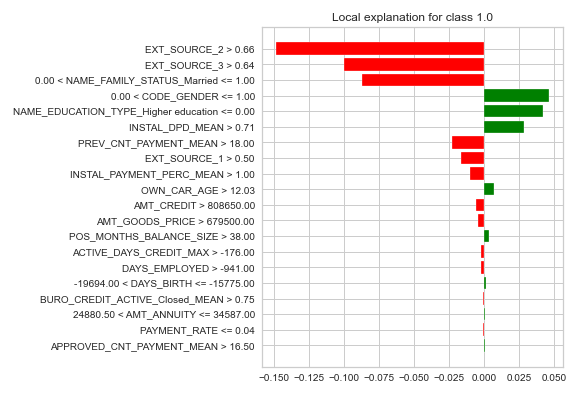 Local explanation for class 1.0
EXT_SOURCE_2 > 0.66
EXT_SOURCE_3 > 0.64
0.00 < NAME_FAMILY_STATUS_Married <= 1.00
0.00 < CODE_GENDER <= 1.00
NAME_EDUCATION_TYPE_Higher education <= 0.00
INSTAL_DPD_MEAN > 0.71
PREV_CNT_PAYMENT_MEAN > 18.00
EXT_SOURCE_1 > 0.50
INSTAL_PAYMENT_PERC_MEAN > 1.00
OWN_CAR_AGE > 12.03
AMT_CREDIT > 808650.00
AMT_GOODS_PRICE > 679500.00
POS_MONTHS_BALANCE_SIZE > 38.00
ACTIVE_DAYS_CREDIT_MAX > -176.00
DAYS_EMPLOYED > -941.00
-19694.00 < DAYS_BIRTH <= -15775.00
BURO_CREDIT_ACTIVE_Closed_MEAN > 0.75
24880.50 < AMT_ANNUITY <= 34587.00
PAYMENT_RATE <= 0.04
APPROVED_CNT_PAYMENT_MEAN > 16.50
−0.150 −0.125 −0.100 −0.075 −0.050 −0.025 0.000 0.025 0.050